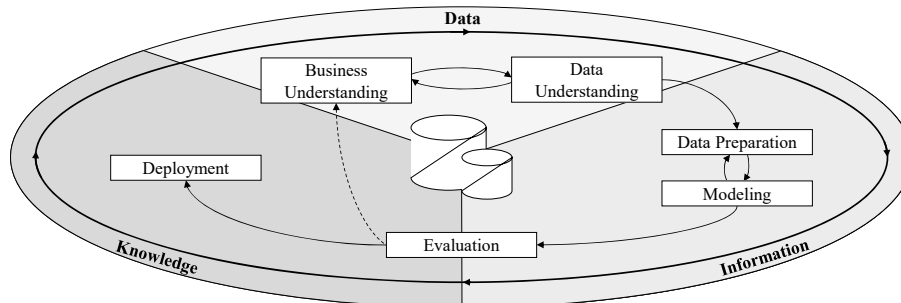 Data
Business
Understanding
Data
Understanding
Data Preparation
Modeling
Deployment
Evaluation
Knowledge
Information